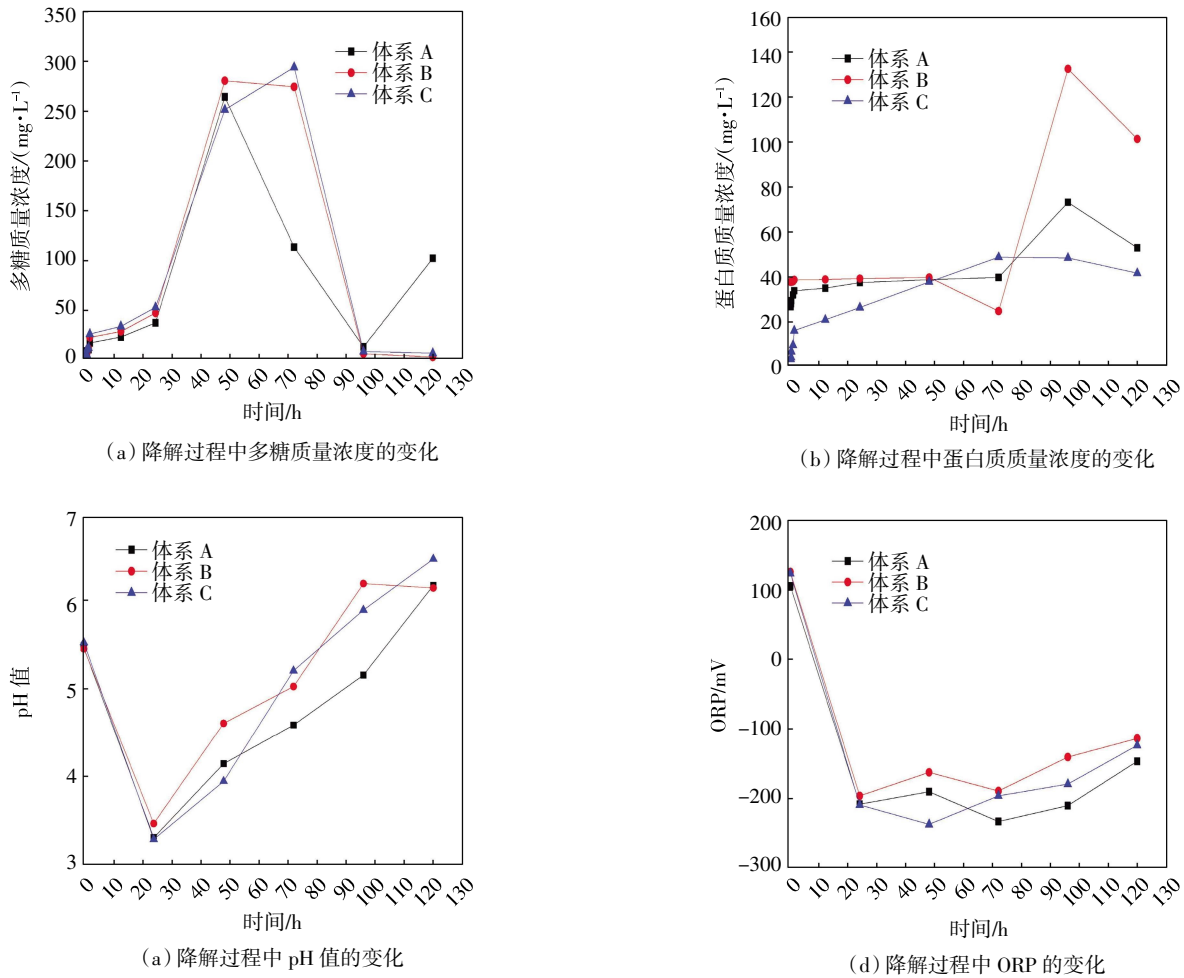 350
300
250
200
150
100
50
0
多糖质量浓度/(mg·L⁻¹)
体系 A
体系 B
体系 C
0 10 20 30 40 50 60 70 80 90 100 110 120 130
时间/h
(a) 降解过程中多糖质量浓度的变化
160
140
120
100
80
60
40
20
0
蛋白质质量浓度/(mg·L⁻¹)
体系 A
体系 B
体系 C
0 10 20 30 40 50 60 70 80 90 100 110 120 130
时间/h
(b) 降解过程中蛋白质质量浓度的变化
7
6
5
4
3
pH 值
体系 A
体系 B
体系 C
0 10 20 30 40 50 60 70 80 90 100 110 120 130
时间/h
(a) 降解过程中 pH 值的变化
200
100
0
-100
-200
-300
ORP/mV
体系 A
体系 B
体系 C
0 10 20 30 40 50 60 70 80 90 100 110 120 130
时间/h
(d) 降解过程中 ORP 的变化